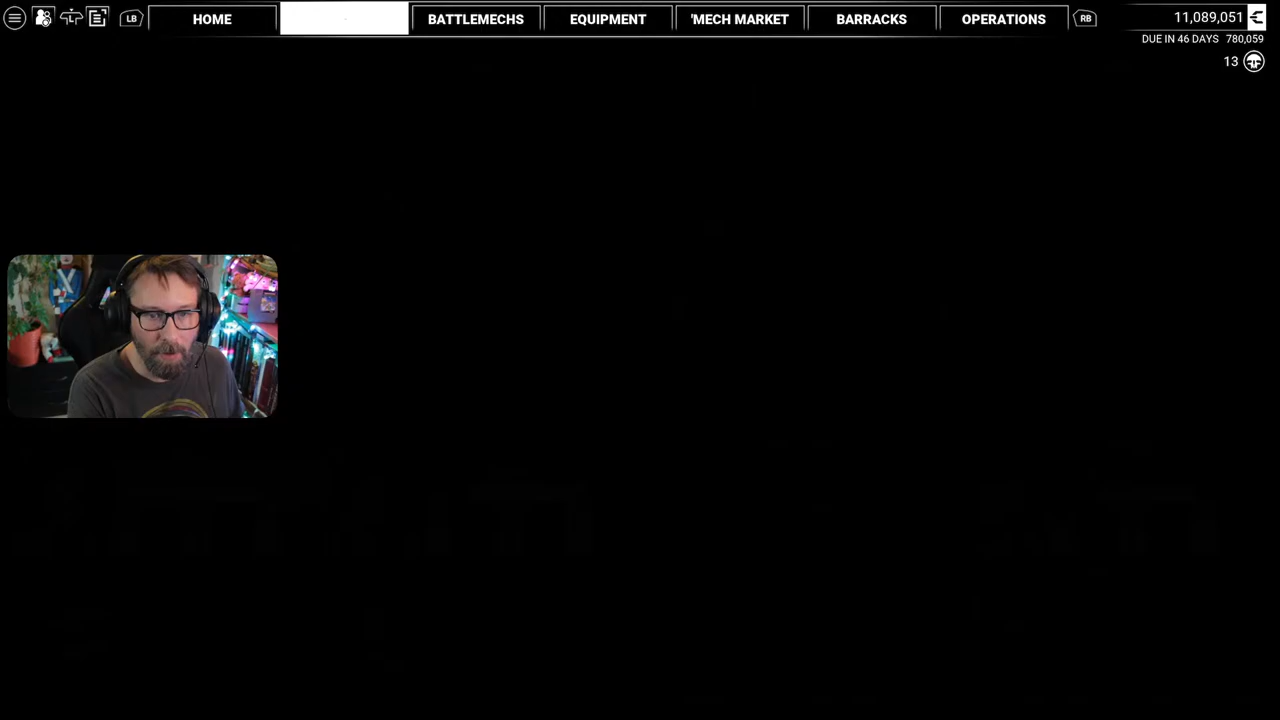 LB
HOME
BATTLEMECHS
EQUIPMENT
'MECH MARKET
BARRACKS
OPERATIONS
RB
11,089,051
DUE IN 46 DAYS 780,059
13